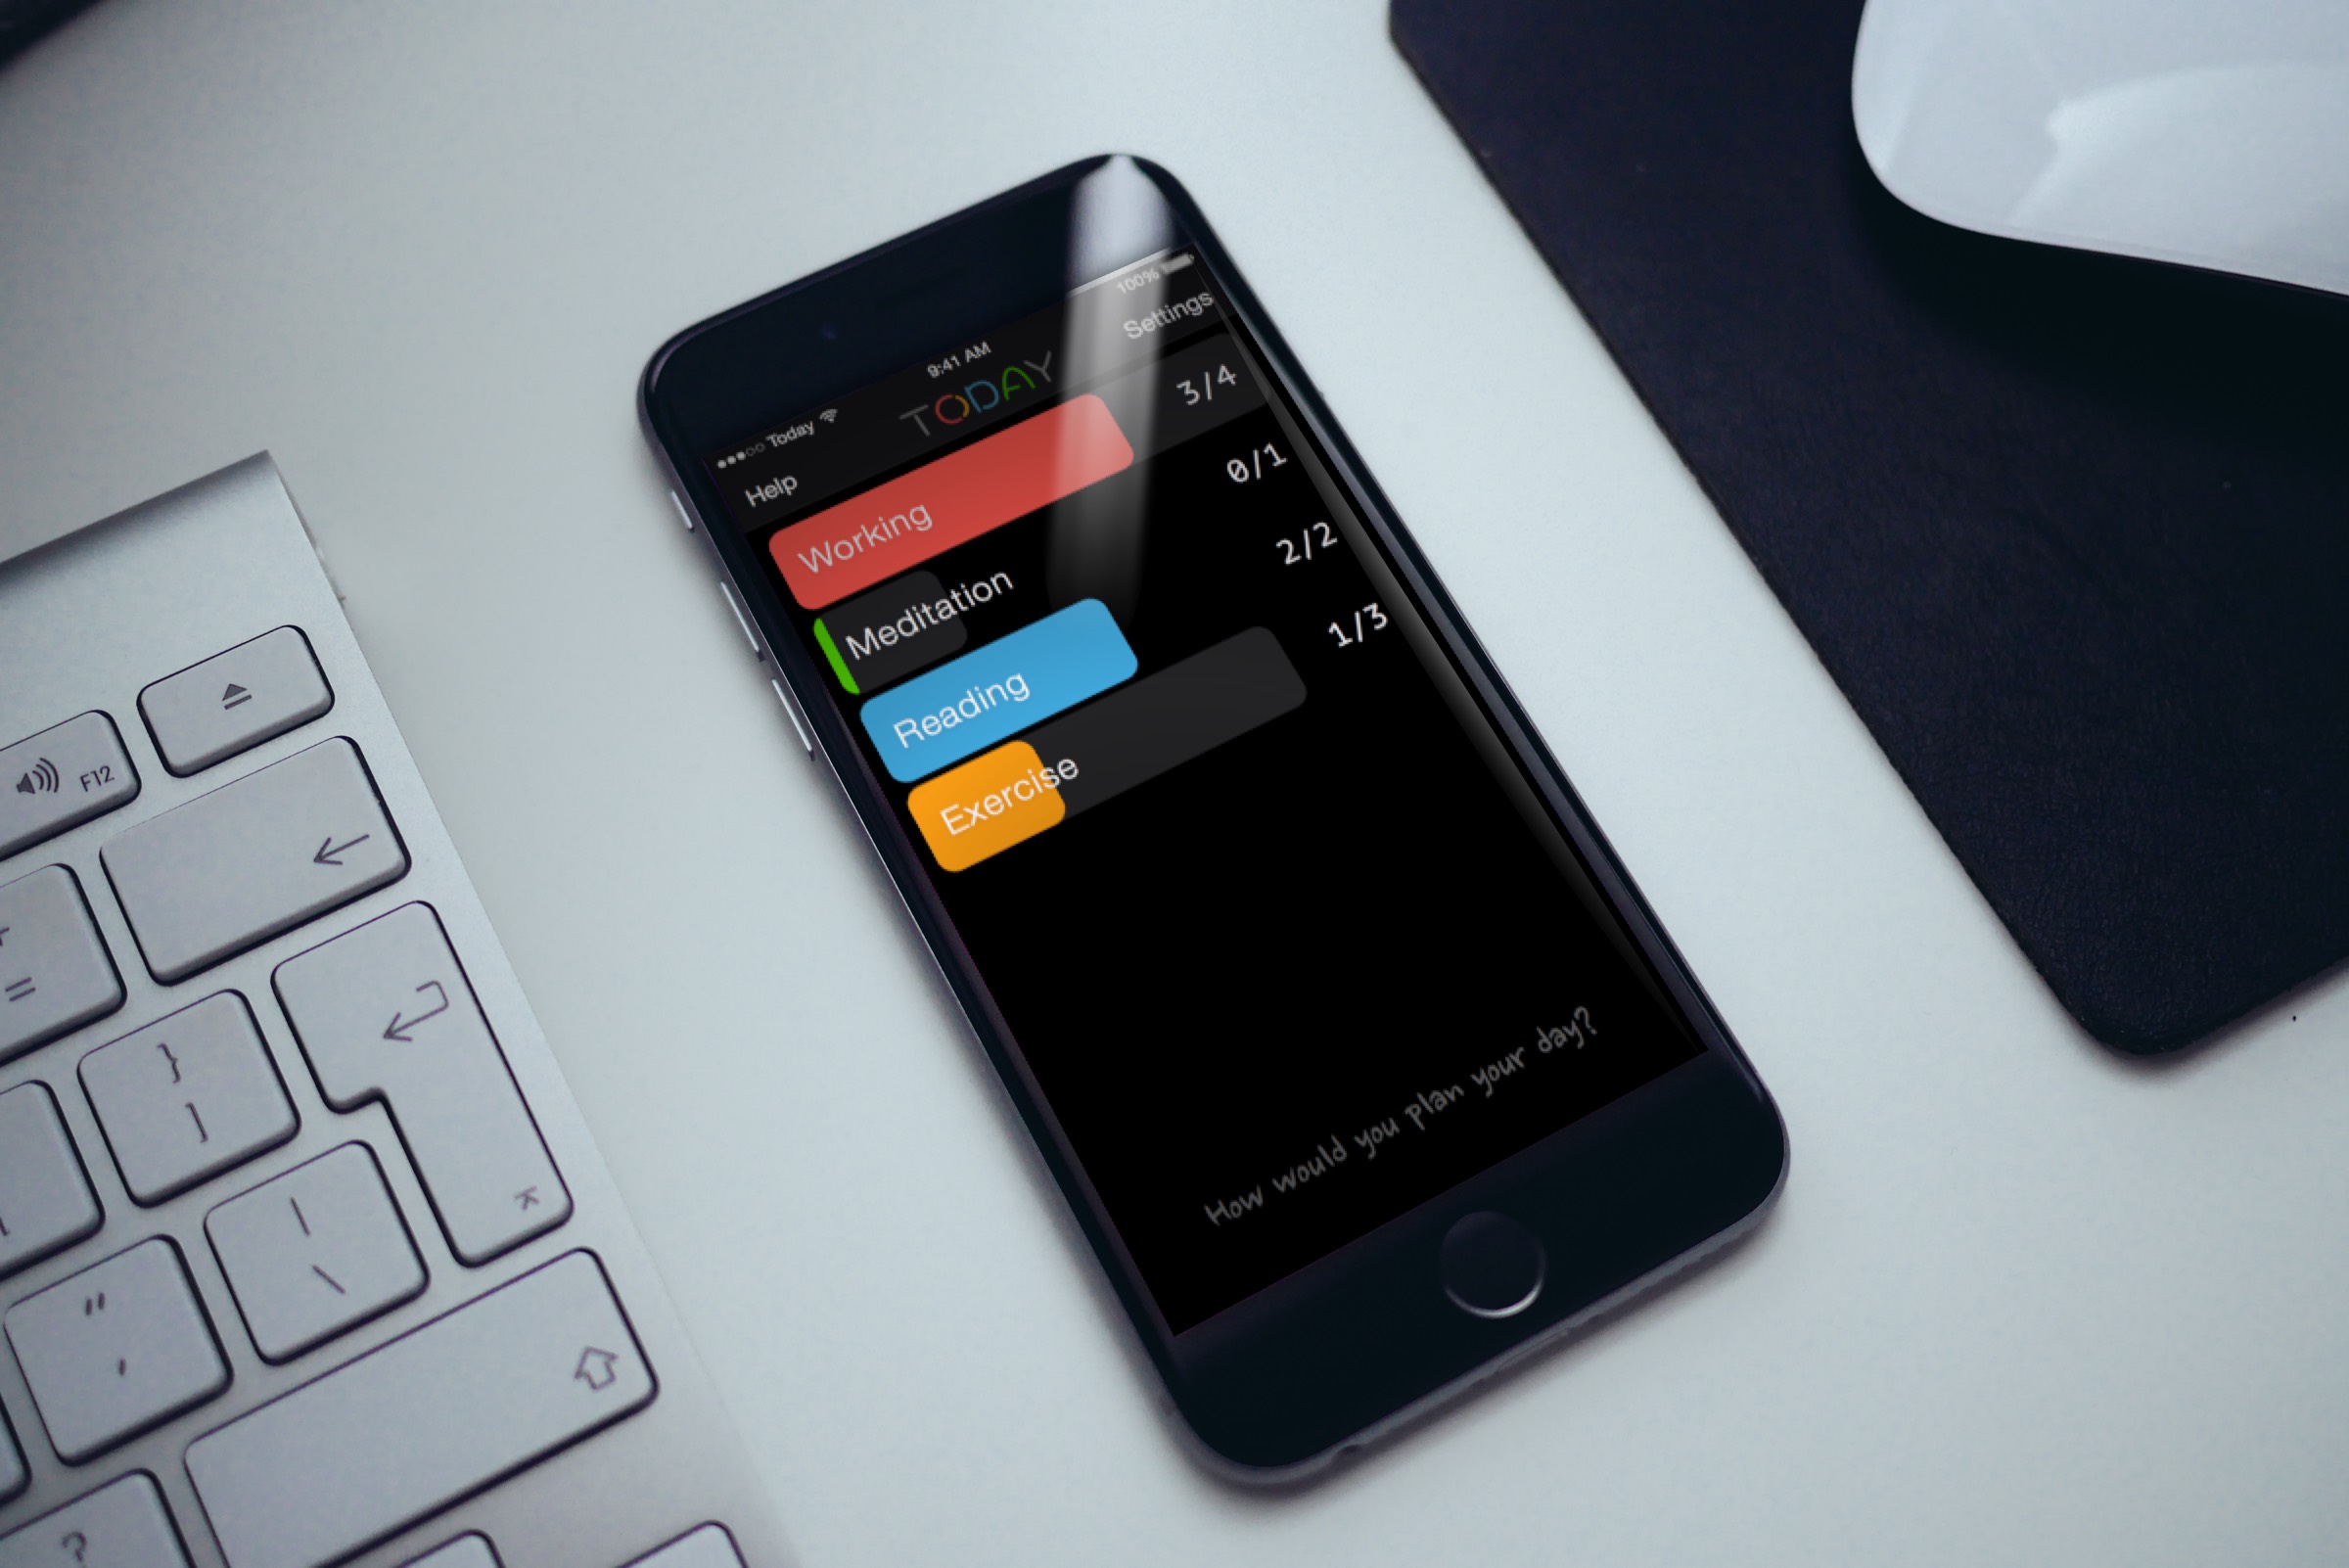 ●●●○○ Today 9:41 AM 100%
Help TODAY Settings
Working 3/4
Meditation 0/1
Reading 2/2
Exercise 1/3
How would you plan your day?
F12
=
}
]
|
\
"
'
?